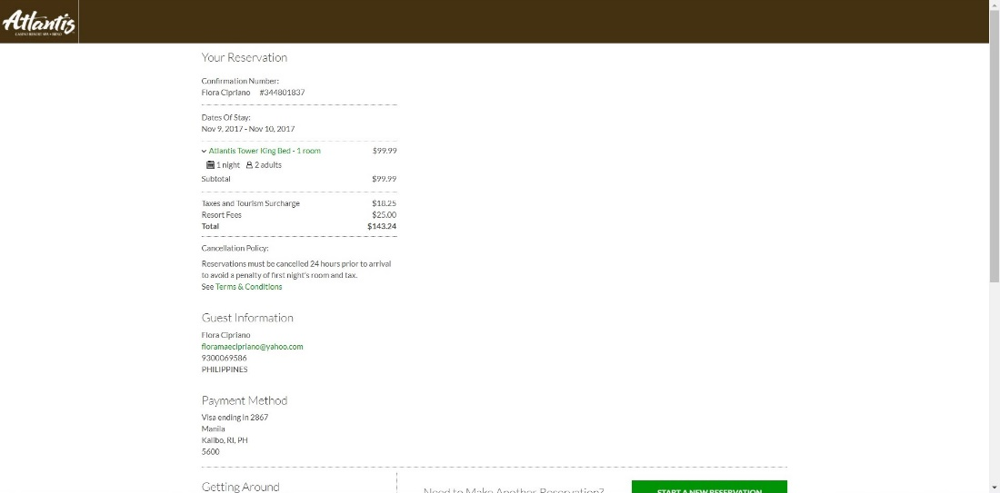 Atlantis
CASINO RESORT SPA • RENO
Your Reservation
Confirmation Number:
Flora Cipriano #344801837
Dates Of Stay:
Nov 9, 2017 - Nov 10, 2017
Atlantis Tower King Bed - 1 room $99.99
1 night 2 adults
Subtotal $99.99
Taxes and Tourism Surcharge $18.25
Resort Fees $25.00
Total $143.24
Cancellation Policy:
Reservations must be cancelled 24 hours prior to arrival
to avoid a penalty of first night's room and tax.
See Terms & Conditions
Guest Information
Flora Cipriano
floramaecipriano@yahoo.com
9300069586
PHILIPPINES
Payment Method
Visa ending in 2867
Manila
Kalibo, RI, PH
5600
Getting Around
Need to Make Another Reservation?
START A NEW RESERVATION